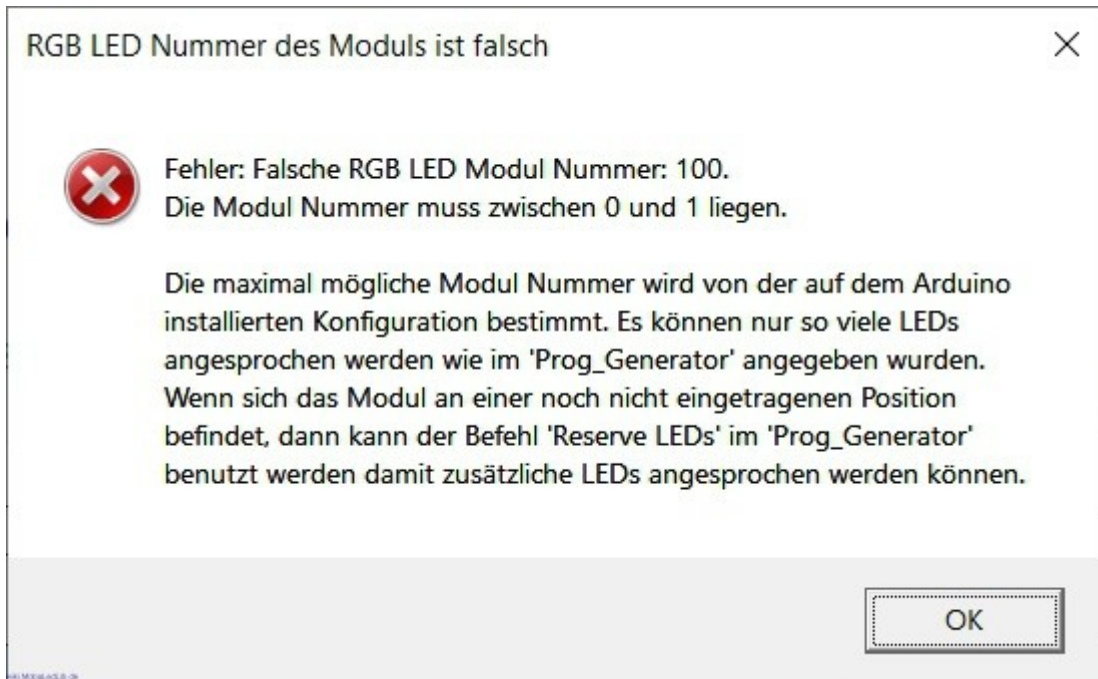 RGB LED Nummer des Moduls ist falsch
Fehler: Falsche RGB LED Modul Nummer: 100.
Die Modul Nummer muss zwischen 0 und 1 liegen.
Die maximal mögliche Modul Nummer wird von der auf dem Arduino
installierten Konfiguration bestimmt. Es können nur so viele LEDs
angesprochen werden wie im 'Prog_Generator' angegeben wurden.
Wenn sich das Modul an einer noch nicht eingetragenen Position
befindet, dann kann der Befehl 'Reserve LEDs' im 'Prog_Generator'
benutzt werden damit zusätzliche LEDs angesprochen werden können.
OK